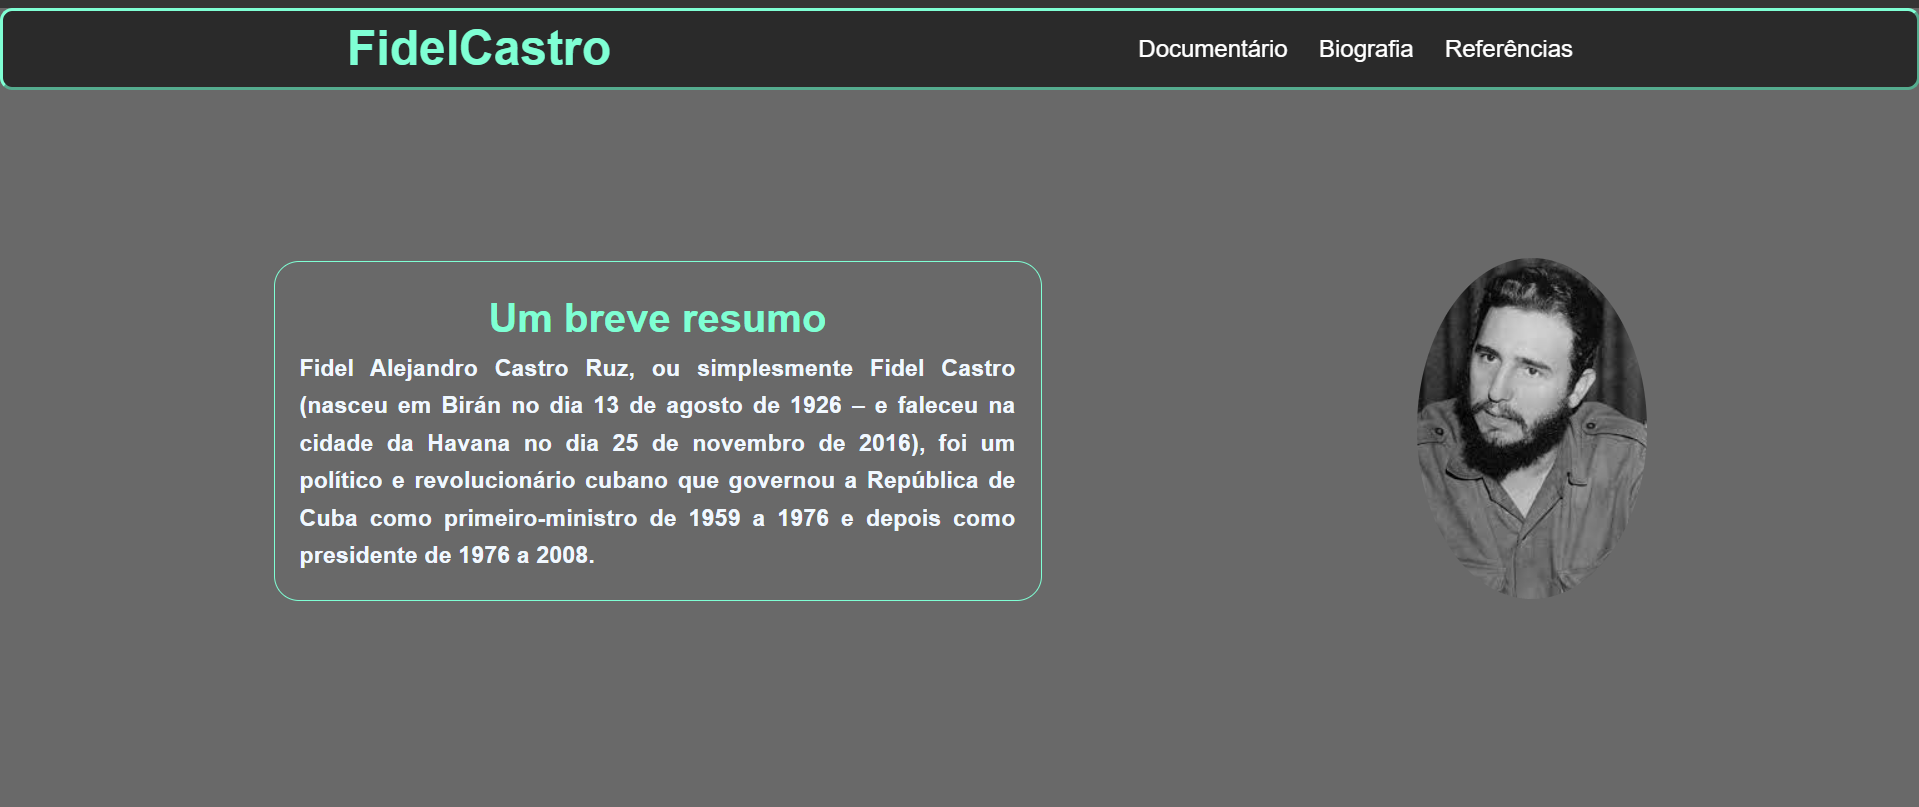 FidelCastro
Documentário Biografia Referências
Um breve resumo
Fidel Alejandro Castro Ruz, ou simplesmente Fidel Castro
(nasceu em Birán no dia 13 de agosto de 1926 – e faleceu na
cidade da Havana no dia 25 de novembro de 2016), foi um
político e revolucionário cubano que governou a República de
Cuba como primeiro-ministro de 1959 a 1976 e depois como
presidente de 1976 a 2008.